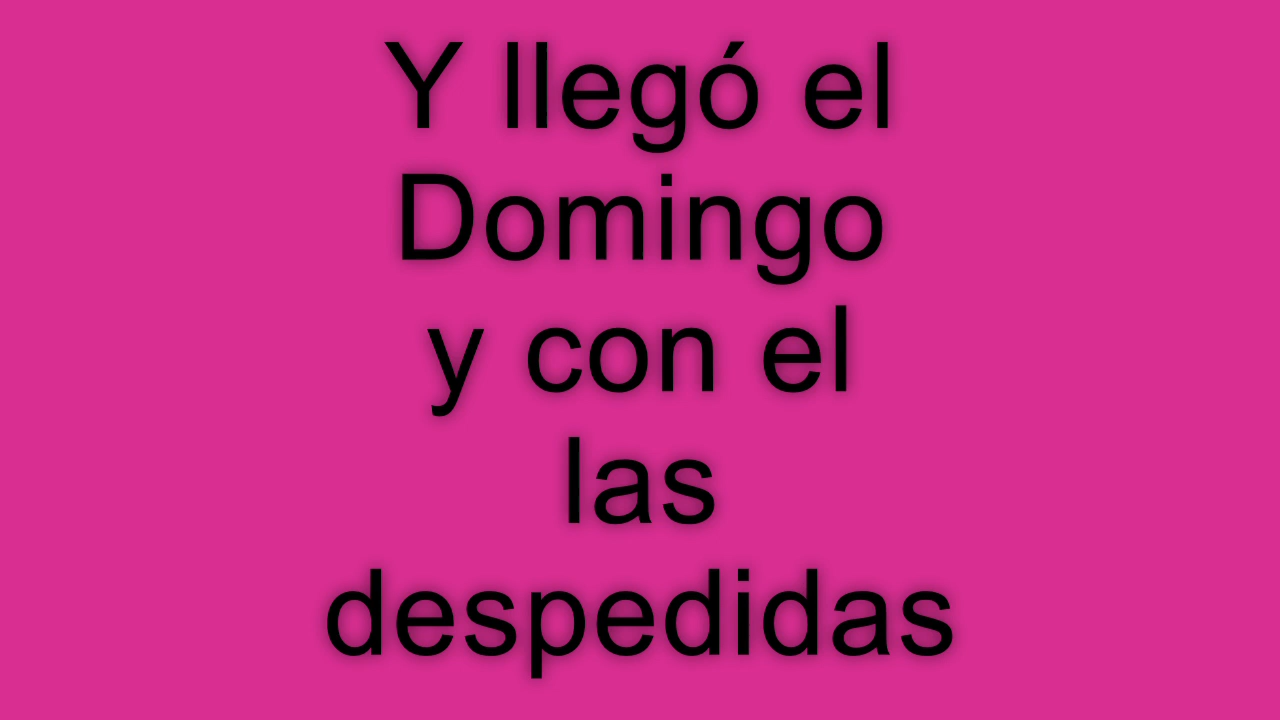 Y llegó el
Domingo
y con el
las
despedidas